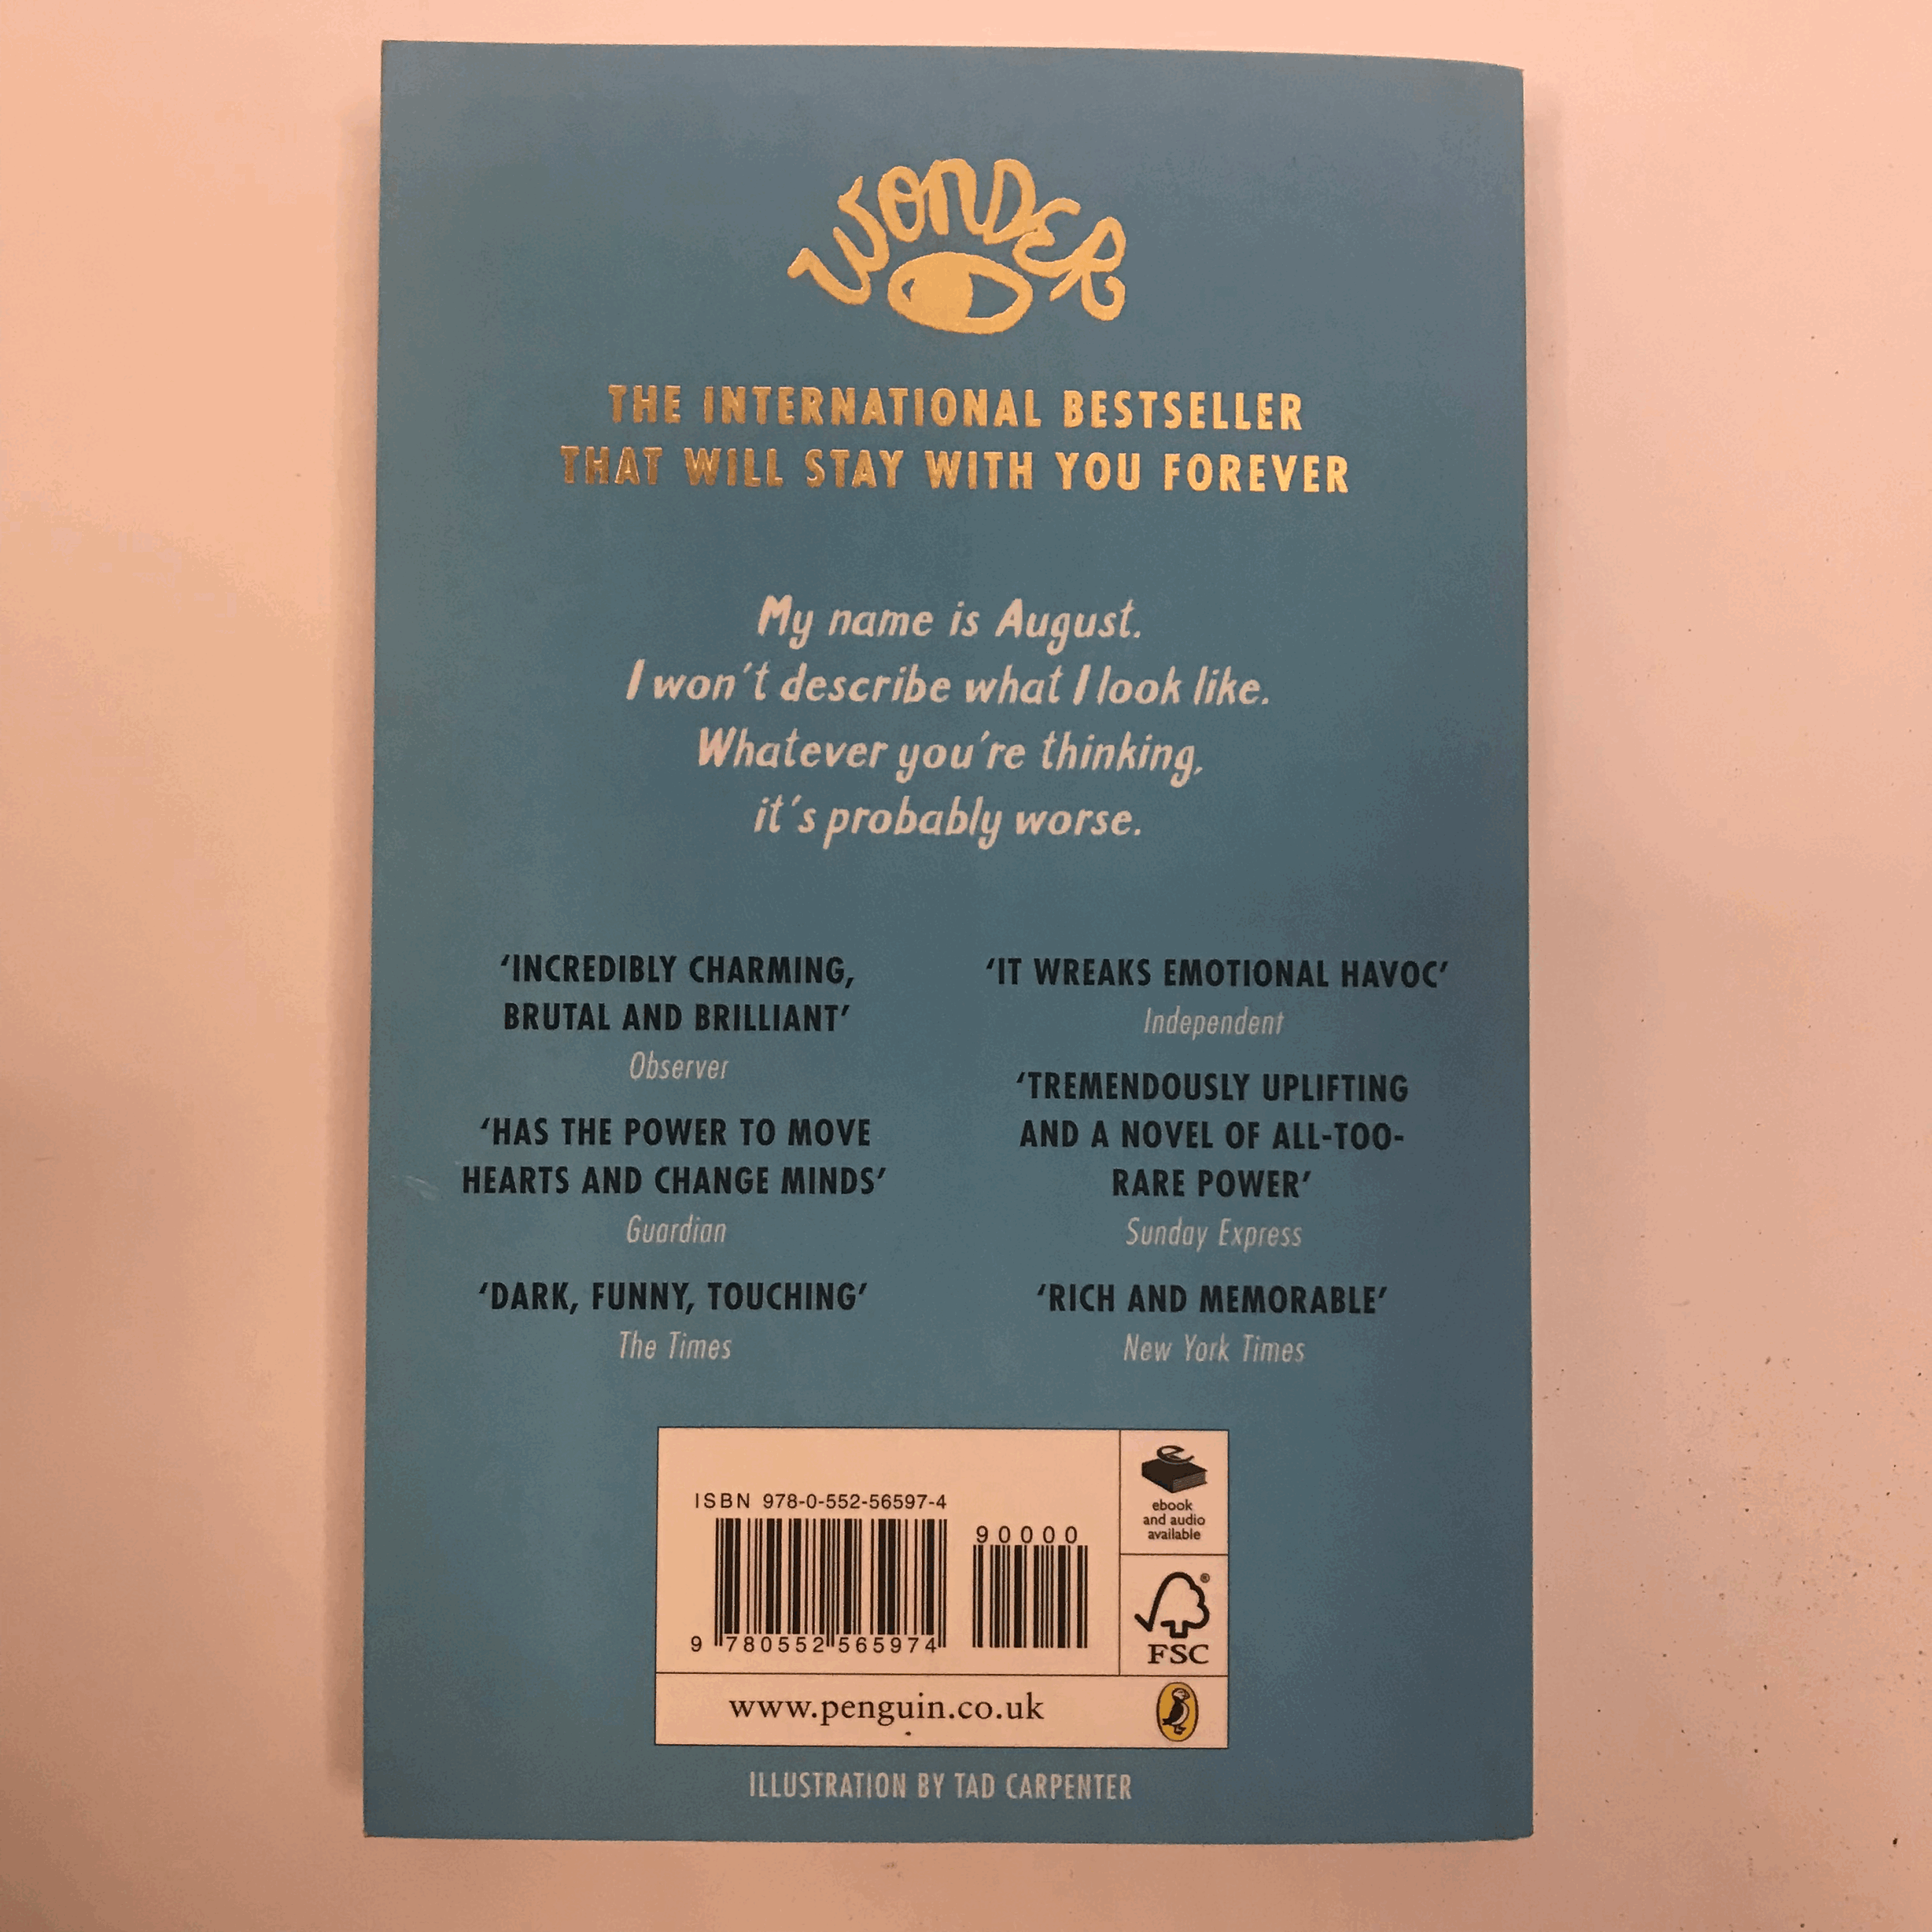 WONDER
THE INTERNATIONAL BESTSELLER
THAT WILL STAY WITH YOU FOREVER
My name is August.
I won't describe what I look like.
Whatever you're thinking,
it's probably worse.
‘INCREDIBLY CHARMING,
BRUTAL AND BRILLIANT’
Observer
‘HAS THE POWER TO MOVE
HEARTS AND CHANGE MINDS’
Guardian
‘DARK, FUNNY, TOUCHING’
The Times
‘IT WREAKS EMOTIONAL HAVOC’
Independent
‘TREMENDOUSLY UPLIFTING
AND A NOVEL OF ALL-TOO-
RARE POWER’
Sunday Express
‘RICH AND MEMORABLE’
New York Times
ISBN 978-0-552-56597-4
90000
9 780552 565974
ebook
and audio
available
®
FSC
www.penguin.co.uk
ILLUSTRATION BY TAD CARPENTER